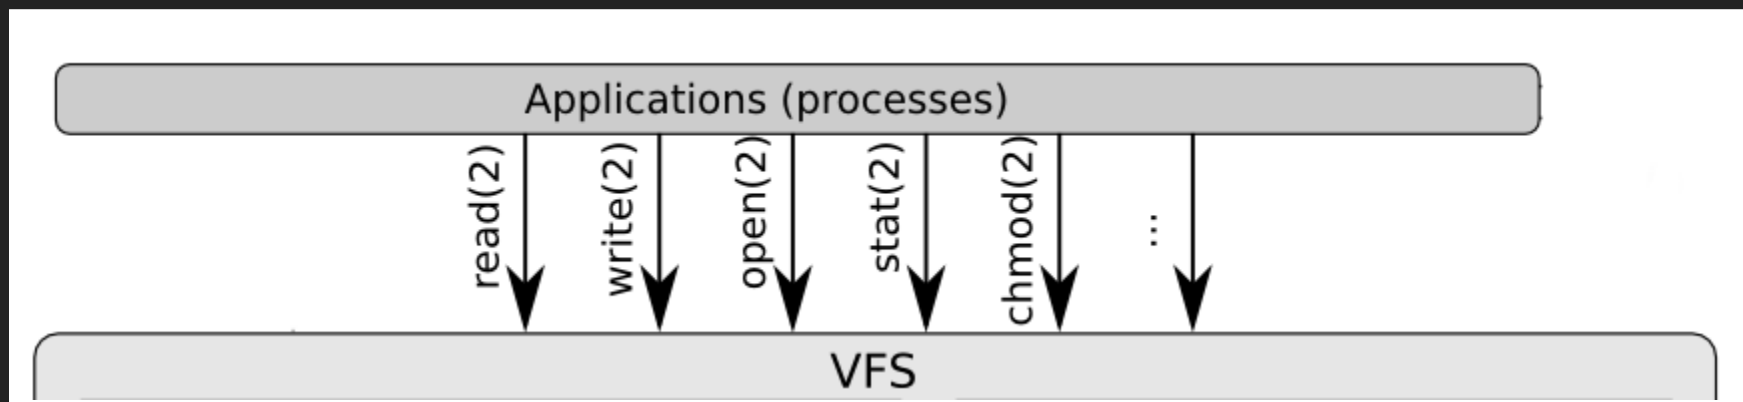 Applications (processes)
read(2)
write(2)
open(2)
stat(2)
chmod(2)
...
VFS